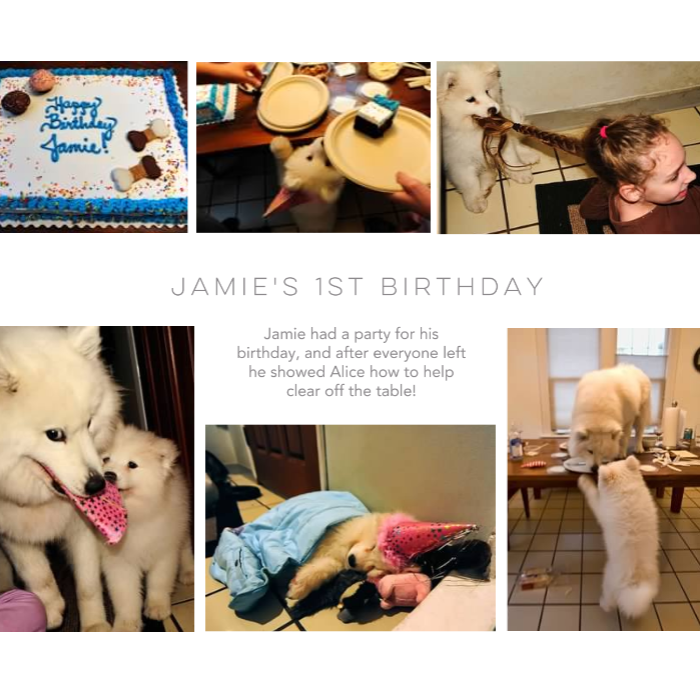 Happy
Birthday
Jamie!
JAMIE'S 1ST BIRTHDAY
Jamie had a party for his
birthday, and after everyone left
he showed Alice how to help
clear off the table!